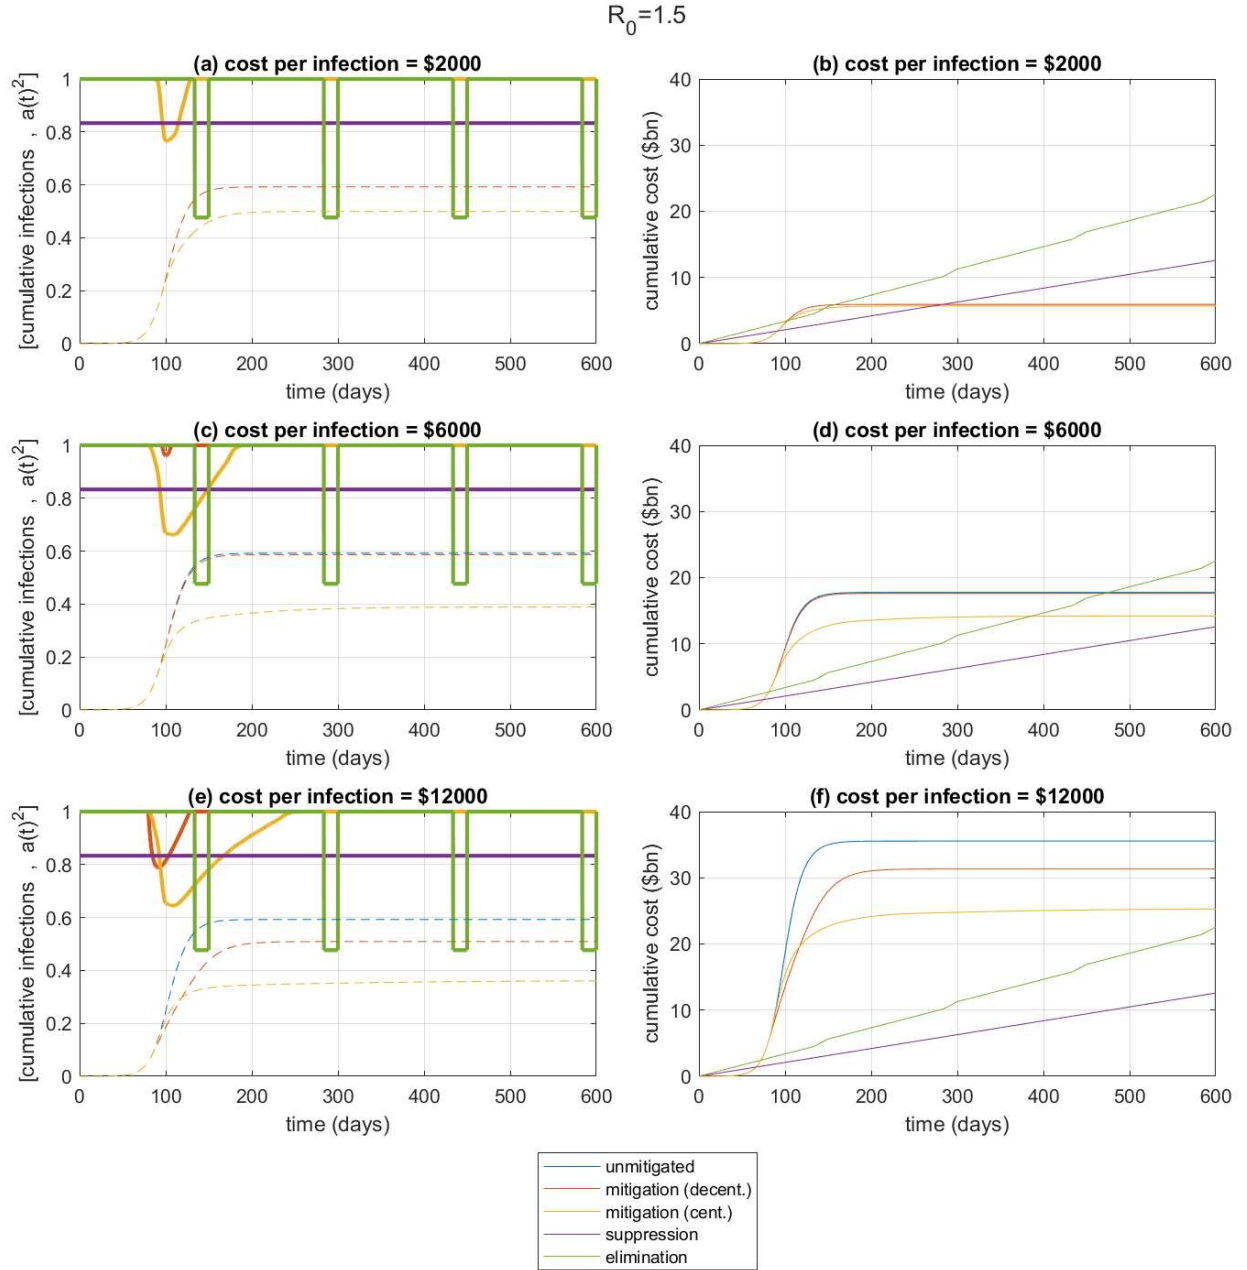 R0=1.5
(a) cost per infection = $2000
[cumulative infections , a(t)2]
1
0.8
0.6
0.4
0.2
0
0 100 200 300 400 500 600
time (days)
(b) cost per infection = $2000
cumulative cost ($bn)
40
30
20
10
0
0 100 200 300 400 500 600
time (days)
(c) cost per infection = $6000
[cumulative infections , a(t)2]
1
0.8
0.6
0.4
0.2
0
0 100 200 300 400 500 600
time (days)
(d) cost per infection = $6000
cumulative cost ($bn)
40
30
20
10
0
0 100 200 300 400 500 600
time (days)
(e) cost per infection = $12000
[cumulative infections , a(t)2]
1
0.8
0.6
0.4
0.2
0
0 100 200 300 400 500 600
time (days)
(f) cost per infection = $12000
cumulative cost ($bn)
40
30
20
10
0
0 100 200 300 400 500 600
time (days)
unmitigated
mitigation (decent.)
mitigation (cent.)
suppression
elimination